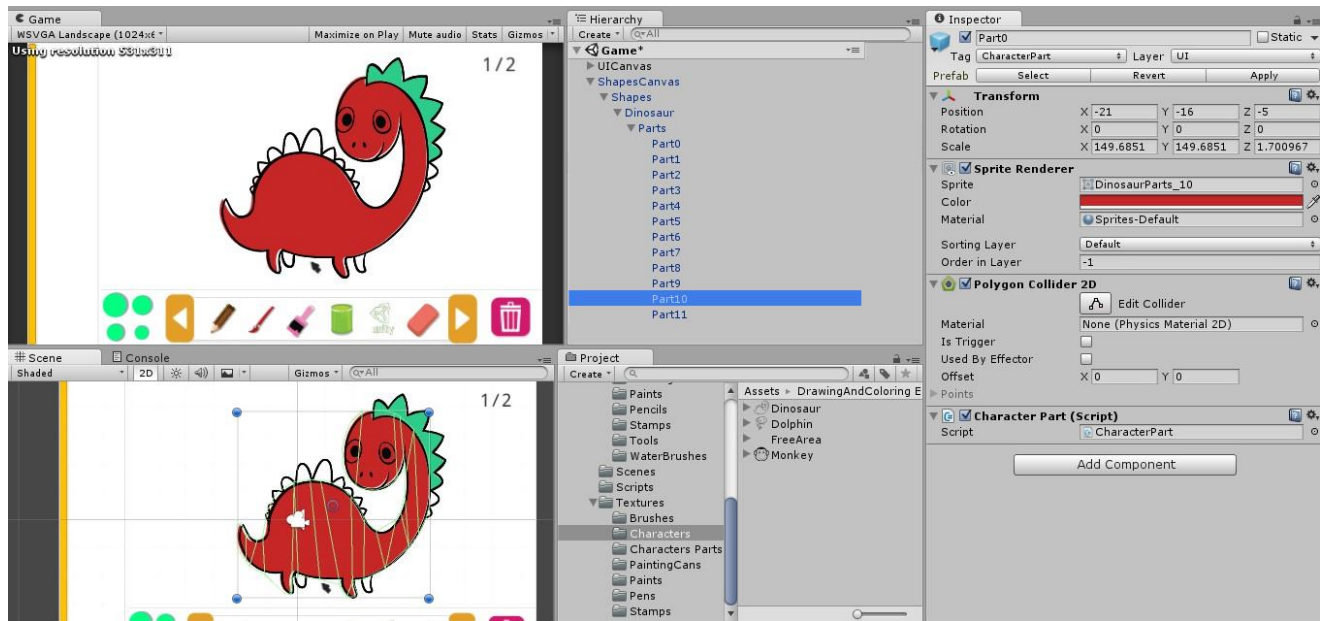 Game
WSVGA Landscape (1024x6
Maximize on Play Mute audio Stats Gizmos
Using resolution 531x311
1/2
Hierarchy
Create All
Game*
UICanvas
ShapesCanvas
Shapes
Dinosaur
Parts
Part0
Part1
Part2
Part3
Part4
Part5
Part6
Part7
Part8
Part9
Part10
Part11
Scene Console
Shaded 2D Gizmos All
1/2
Project
Create
Paints
Pencils
Stamps
Tools
WaterBrushes
Scenes
Scripts
Textures
Brushes
Characters
Characters Parts
PaintingCans
Paints
Pens
Stamps
Assets DrawingAndColoring E
Dinosaur
Dolphin
FreeArea
Monkey
Inspector
Part0 Static
Tag CharacterPart Layer UI
Prefab Select Revert Apply
Transform
Position X -21 Y -16 Z -5
Rotation X 0 Y 0 Z 0
Scale X 149.6851 Y 149.6851 Z 1.700967
Sprite Renderer
Sprite DinosaurParts_10
Color
Material Sprites-Default
Sorting Layer Default
Order in Layer -1
Polygon Collider 2D
Edit Collider
Material None (Physics Material 2D)
Is Trigger
Used By Effector
Offset X 0 Y 0
Points
Character Part (Script)
Script CharacterPart
Add Component